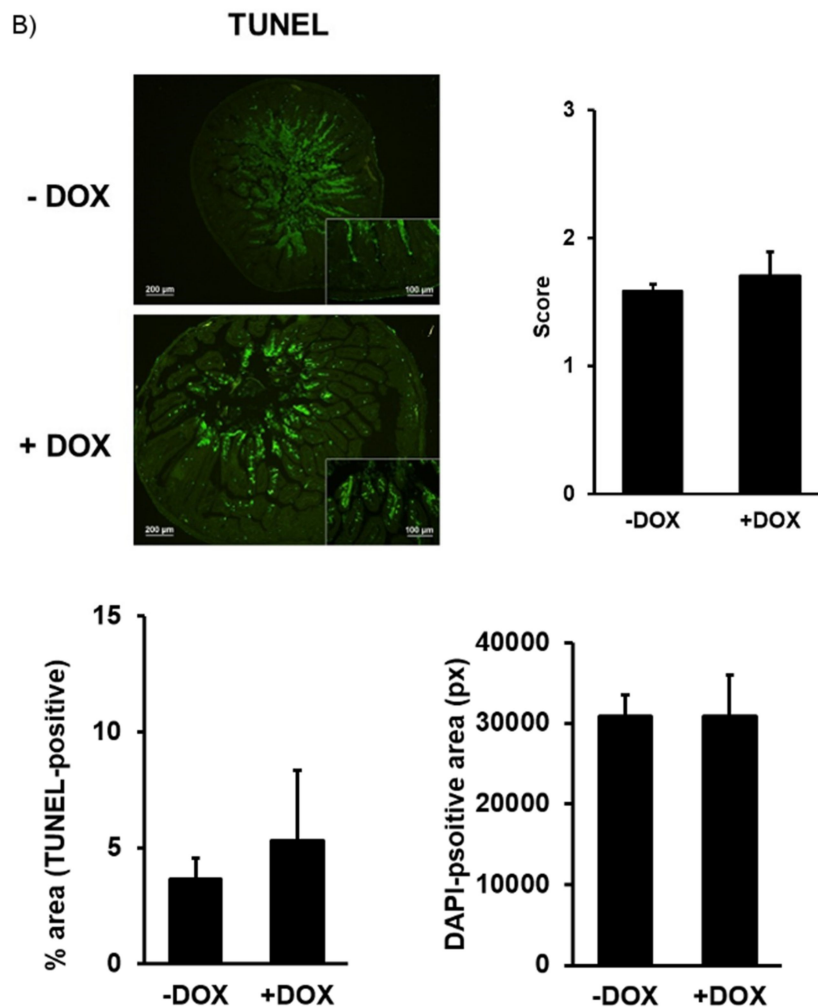 B)
TUNEL
- DOX
200 µm
100 µm
+ DOX
200 µm
100 µm
3
2
1
0
Score
-DOX
+DOX
15
10
5
0
% area (TUNEL-positive)
-DOX
+DOX
40000
30000
20000
10000
0
DAPI-psoitive area (px)
-DOX
+DOX